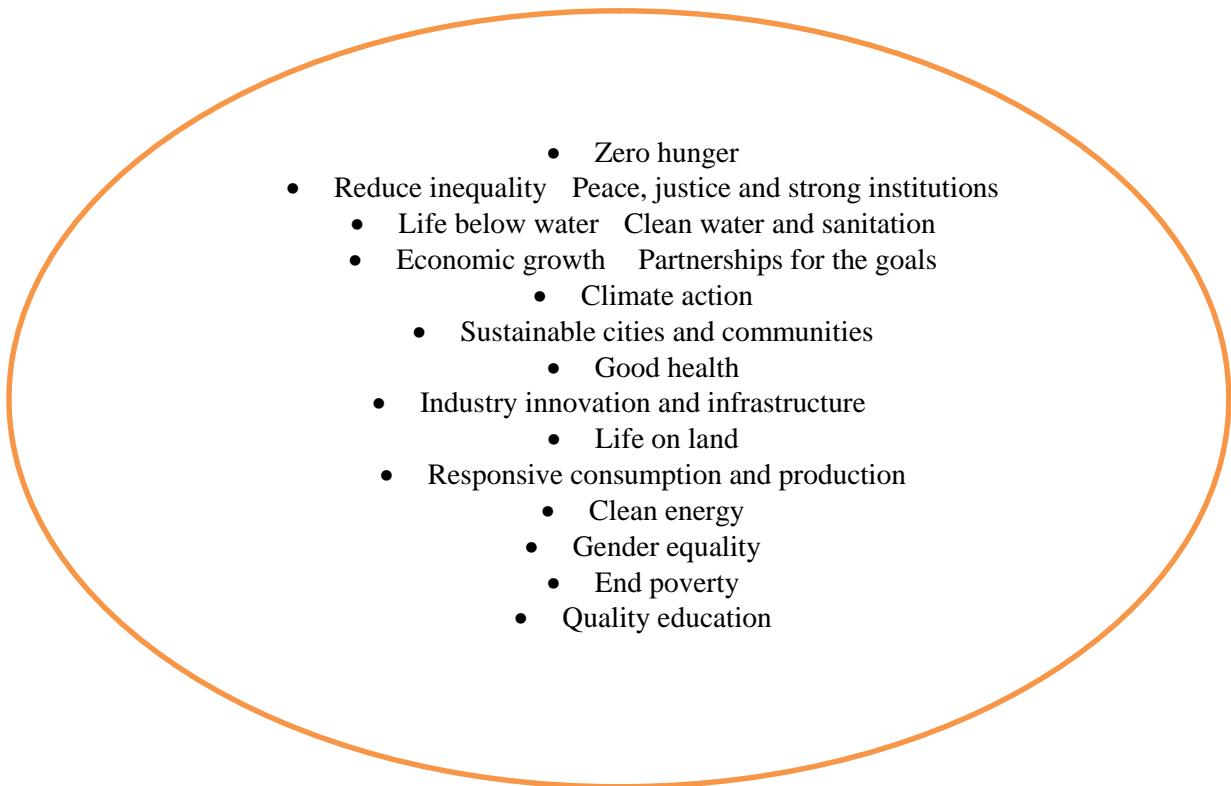 • Zero hunger
• Reduce inequality Peace, justice and strong institutions
• Life below water Clean water and sanitation
• Economic growth Partnerships for the goals
• Climate action
• Sustainable cities and communities
• Good health
• Industry innovation and infrastructure
• Life on land
• Responsive consumption and production
• Clean energy
• Gender equality
• End poverty
• Quality education